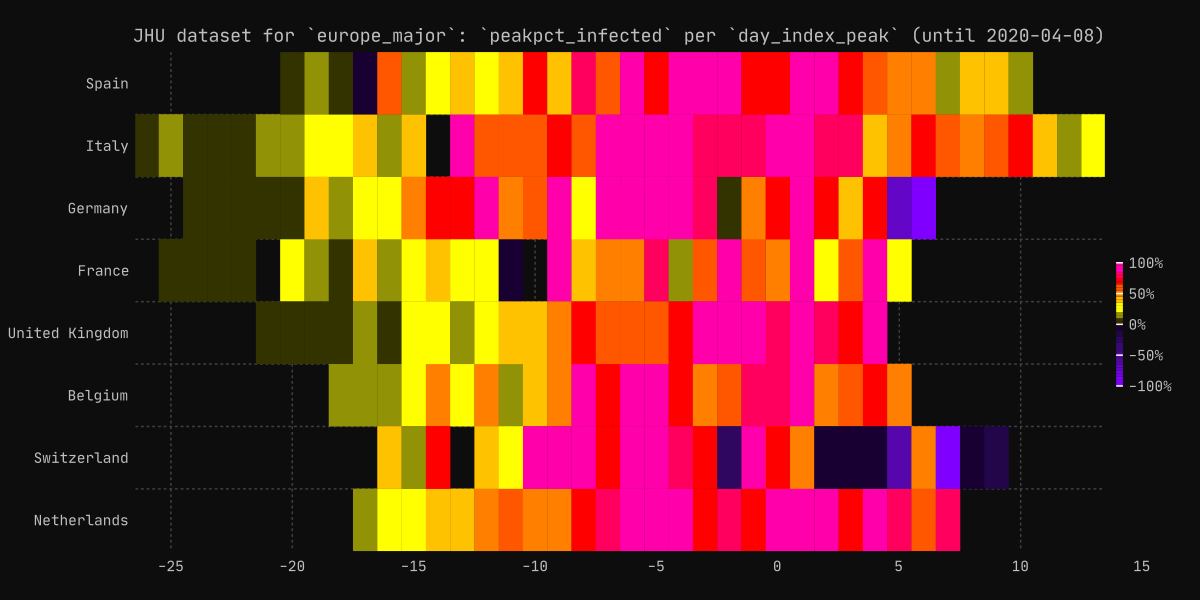 JHU dataset for `europe_major`: `peakpct_infected` per `day_index_peak` (until 2020-04-08)
Spain
Italy
Germany
France
United Kingdom
Belgium
Switzerland
Netherlands
100%
50%
0%
-50%
-100%
-25 -20 -15 -10 -5 0 5 10 15